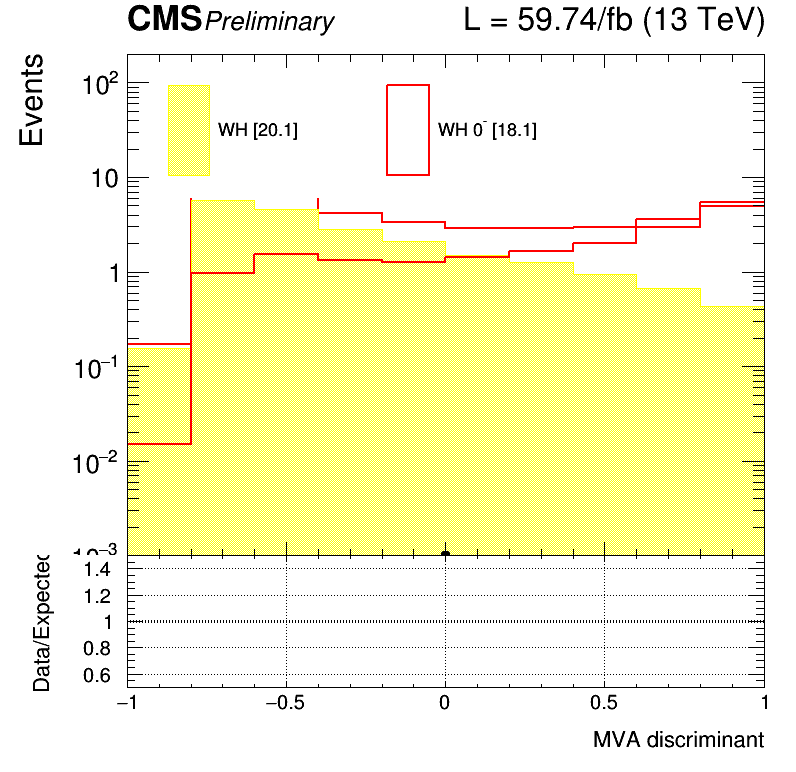 CMS Preliminary L = 59.74/fb (13 TeV)
Events
10²
WH [20.1] WH 0⁻ [18.1]
10
1
10⁻¹
10⁻²
10⁻³
Data/Expected
1.4
1.2
1
0.8
0.6
−1 −0.5 0 0.5 1
MVA discriminant